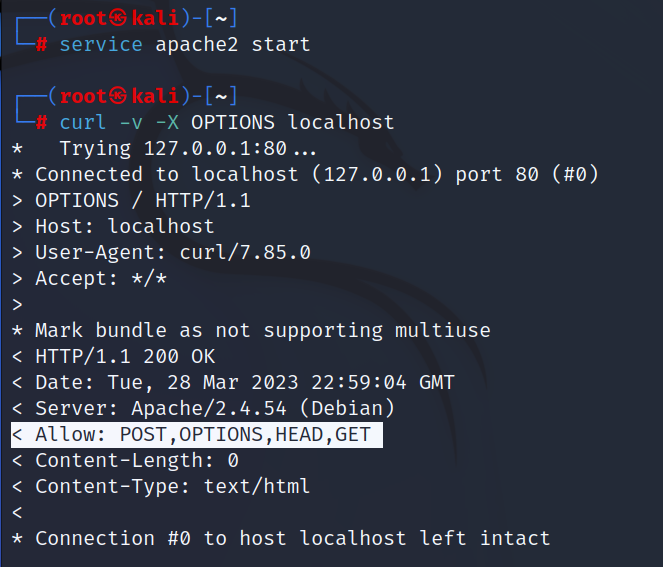 ┌──(root㉿kali)-[~]
└─# service apache2 start
┌──(root㉿kali)-[~]
└─# curl -v -X OPTIONS localhost
*   Trying 127.0.0.1:80...
* Connected to localhost (127.0.0.1) port 80 (#0)
> OPTIONS / HTTP/1.1
> Host: localhost
> User-Agent: curl/7.85.0
> Accept: */*
>
* Mark bundle as not supporting multiuse
< HTTP/1.1 200 OK
< Date: Tue, 28 Mar 2023 22:59:04 GMT
< Server: Apache/2.4.54 (Debian)
< Allow: POST,OPTIONS,HEAD,GET
< Content-Length: 0
< Content-Type: text/html
<
* Connection #0 to host localhost left intact